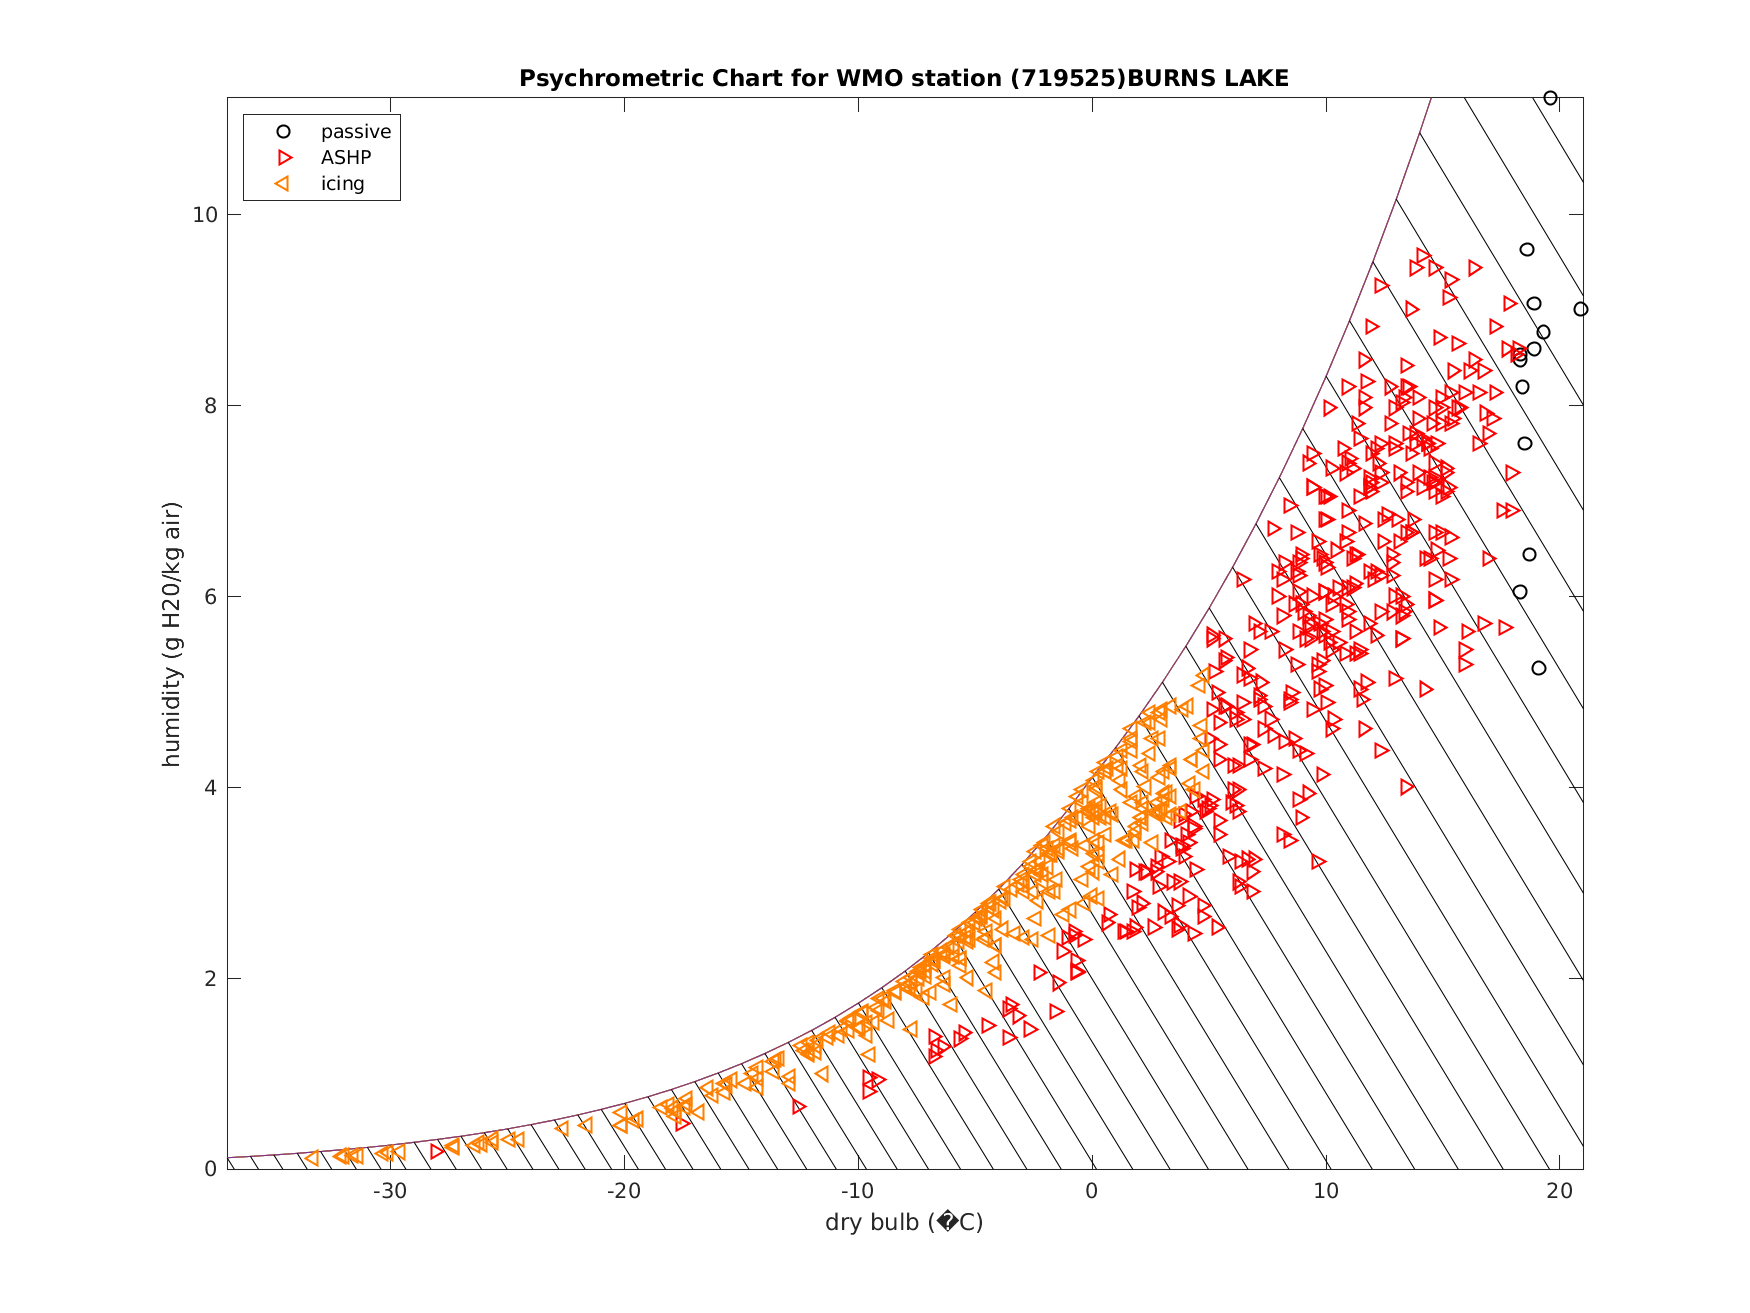 Psychrometric Chart for WMO station (719525)BURNS LAKE
passive
ASHP
icing
humidity (g H20/kg air)
10
8
6
4
2
0
-30
-20
-10
0
10
20
dry bulb (�C)